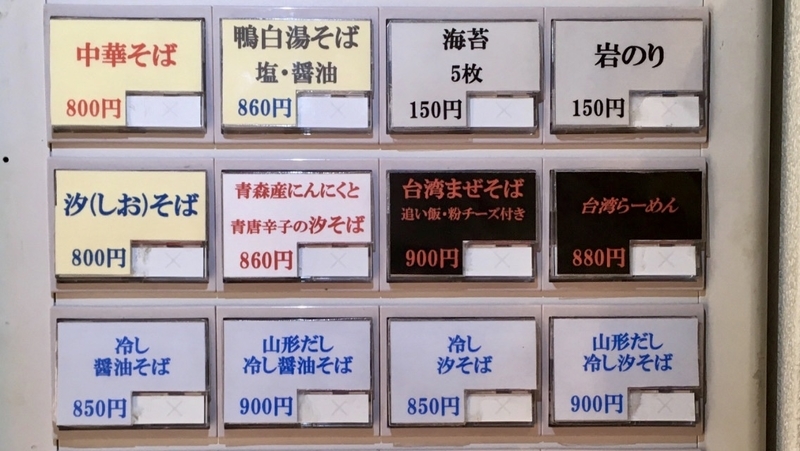 中華そば
800円
鴨白湯そば
塩・醤油
860円
海苔
5枚
150円
岩のり
150円
汐(しお)そば
800円
青森産にんにくと
青唐辛子の汐そば
860円
台湾まぜそば
追い飯・粉チーズ付き
900円
台湾らーめん
880円
冷し
醤油そば
850円
山形だし
冷し醤油そば
900円
冷し
汐そば
850円
山形だし
冷し汐そば
900円